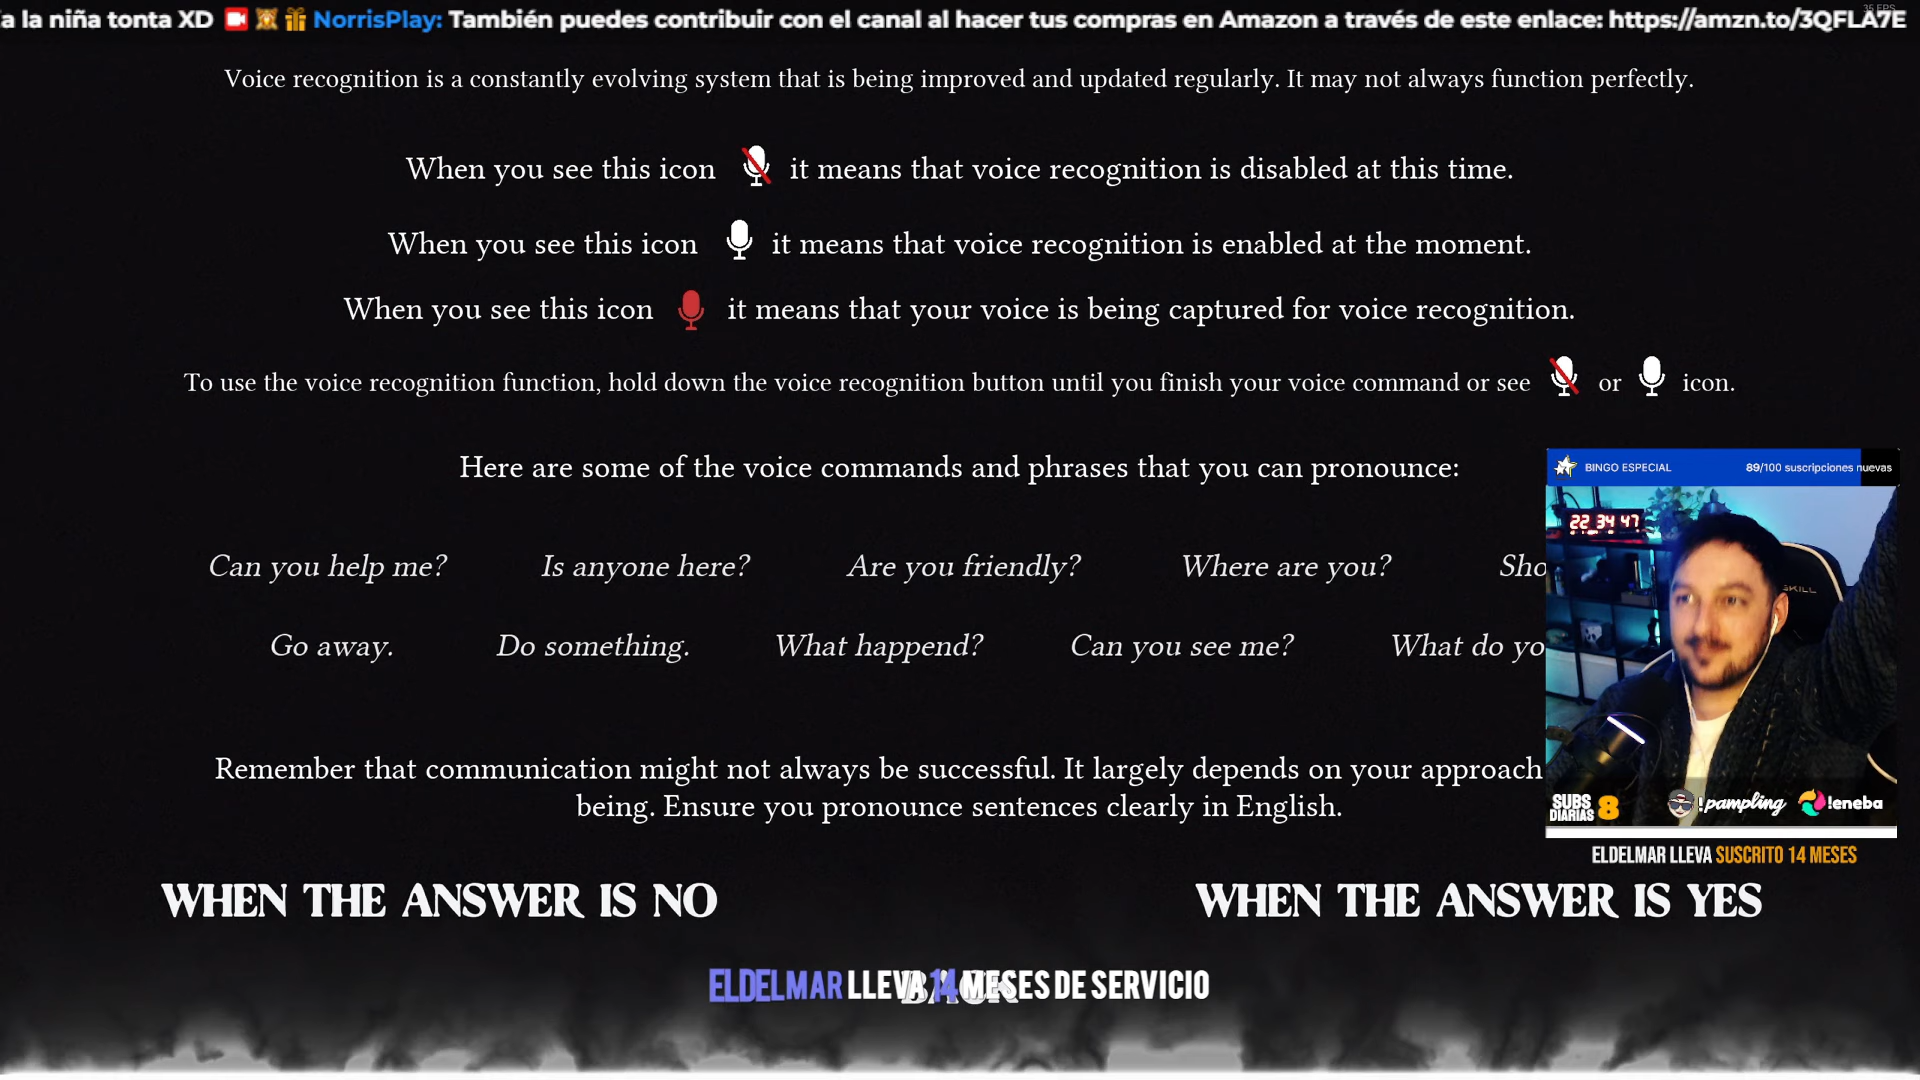 a la niña tonta XD NorrisPlay: También puedes contribuir con el canal al hacer tus compras en Amazon a través de este enlace: https://amzn.to/3QFLA7E
35 FPS
Voice recognition is a constantly evolving system that is being improved and updated regularly. It may not always function perfectly.
When you see this icon it means that voice recognition is disabled at this time.
When you see this icon it means that voice recognition is enabled at the moment.
When you see this icon it means that your voice is being captured for voice recognition.
To use the voice recognition function, hold down the voice recognition button until you finish your voice command or see or icon.
Here are some of the voice commands and phrases that you can pronounce:
BINGO ESPECIAL 89/100 suscripciones nuevas
22 34 47
Can you help me? Is anyone here? Are you friendly? Where are you? Sho
SKILL
Go away. Do something. What happend? Can you see me? What do yo
Remember that communication might not always be successful. It largely depends on your approach
being. Ensure you pronounce sentences clearly in English.
SUBS DIARIAS 8 !pampling !eneba
ELDELMAR LLEVA SUSCRITO 14 MESES
WHEN THE ANSWER IS NO WHEN THE ANSWER IS YES
ELDELMAR LLEVA 14 MESES DE SERVICIO